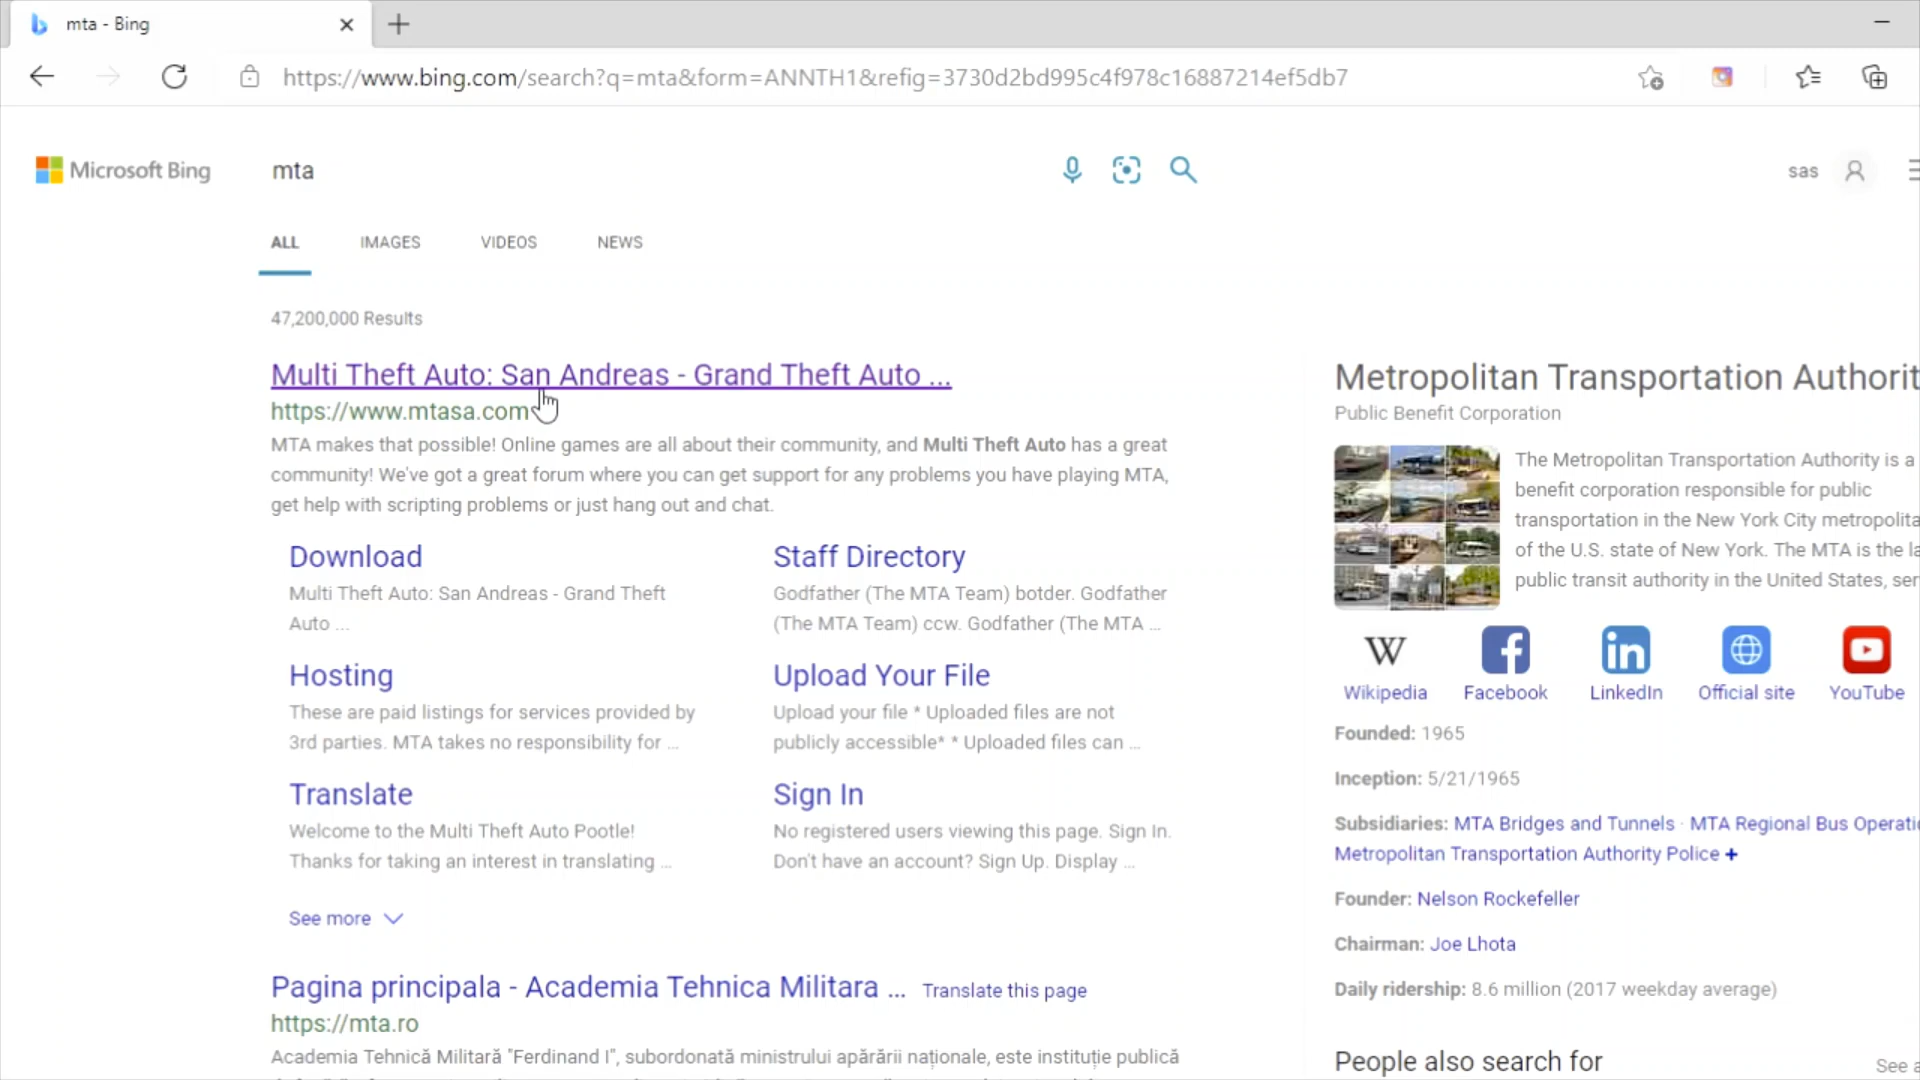 mta - Bing
https://www.bing.com/search?q=mta&form=ANNTH1&refig=3730d2bd995c4f978c16887214ef5db7
Microsoft Bing
mta
sas
ALL IMAGES VIDEOS NEWS
47,200,000 Results
Multi Theft Auto: San Andreas - Grand Theft Auto ...
https://www.mtasa.com
MTA makes that possible! Online games are all about their community, and Multi Theft Auto has a great
community! We've got a great forum where you can get support for any problems you have playing MTA,
get help with scripting problems or just hang out and chat.
Download
Multi Theft Auto: San Andreas - Grand Theft
Auto ...
Staff Directory
Godfather (The MTA Team) botder. Godfather
(The MTA Team) ccw. Godfather (The MTA ...
Hosting
These are paid listings for services provided by
3rd parties. MTA takes no responsibility for ...
Upload Your File
Upload your file * Uploaded files are not
publicly accessible* * Uploaded files can ...
Translate
Welcome to the Multi Theft Auto Pootle!
Thanks for taking an interest in translating ...
Sign In
No registered users viewing this page. Sign In.
Don't have an account? Sign Up. Display ...
See more
Pagina principala - Academia Tehnica Militara ... Translate this page
https://mta.ro
Academia Tehnică Militară "Ferdinand I", subordonată ministrului apărării naționale, este instituție publică
Metropolitan Transportation Authorit
Public Benefit Corporation
The Metropolitan Transportation Authority is a
benefit corporation responsible for public
transportation in the New York City metropolita
of the U.S. state of New York. The MTA is the la
public transit authority in the United States, ser
W
Wikipedia Facebook LinkedIn Official site YouTube
Founded: 1965
Inception: 5/21/1965
Subsidiaries: MTA Bridges and Tunnels · MTA Regional Bus Operati
Metropolitan Transportation Authority Police +
Founder: Nelson Rockefeller
Chairman: Joe Lhota
Daily ridership: 8.6 million (2017 weekday average)
People also search for
See a